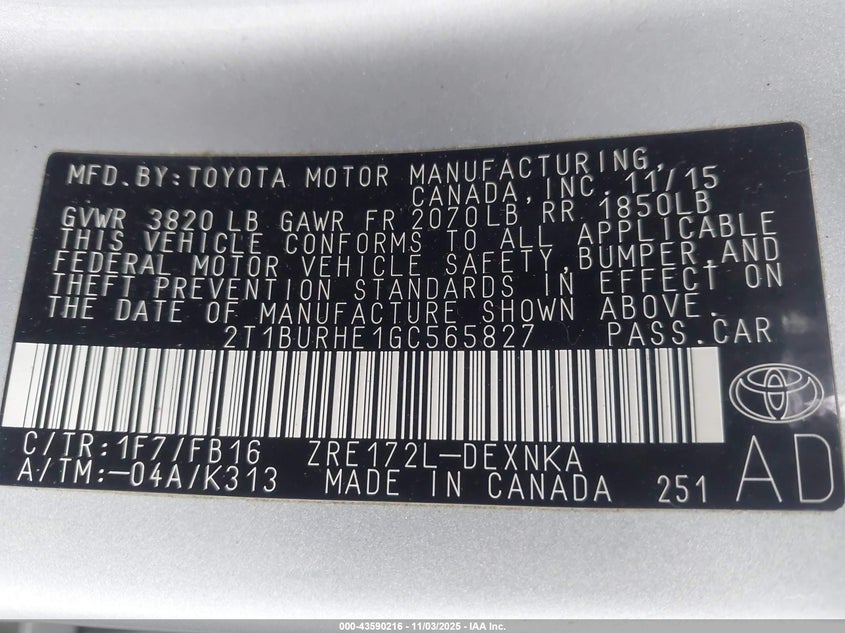 MFD.BY:TOYOTA MOTOR MANUFACTURING,
CANADA,INC. 11/15
GVWR 3820 LB GAWR FR 2070LB RR 1850LB
THIS VEHICLE CONFORMS TO ALL APPLICABLE
FEDERAL MOTOR VEHICLE SAFETY,BUMPER,AND
THEFT PREVENTION STANDARDS IN EFFECT ON
THE DATE OF MANUFACTURE SHOWN ABOVE.
2T1BURHE1GC565827 PASS.CAR
C/TR:1F7/FB16 ZRE172L-DEXNKA
A/TM:-04A/K313 MADE IN CANADA 251
AD
000-43590216 - 11/03/2025 - IAA Inc.